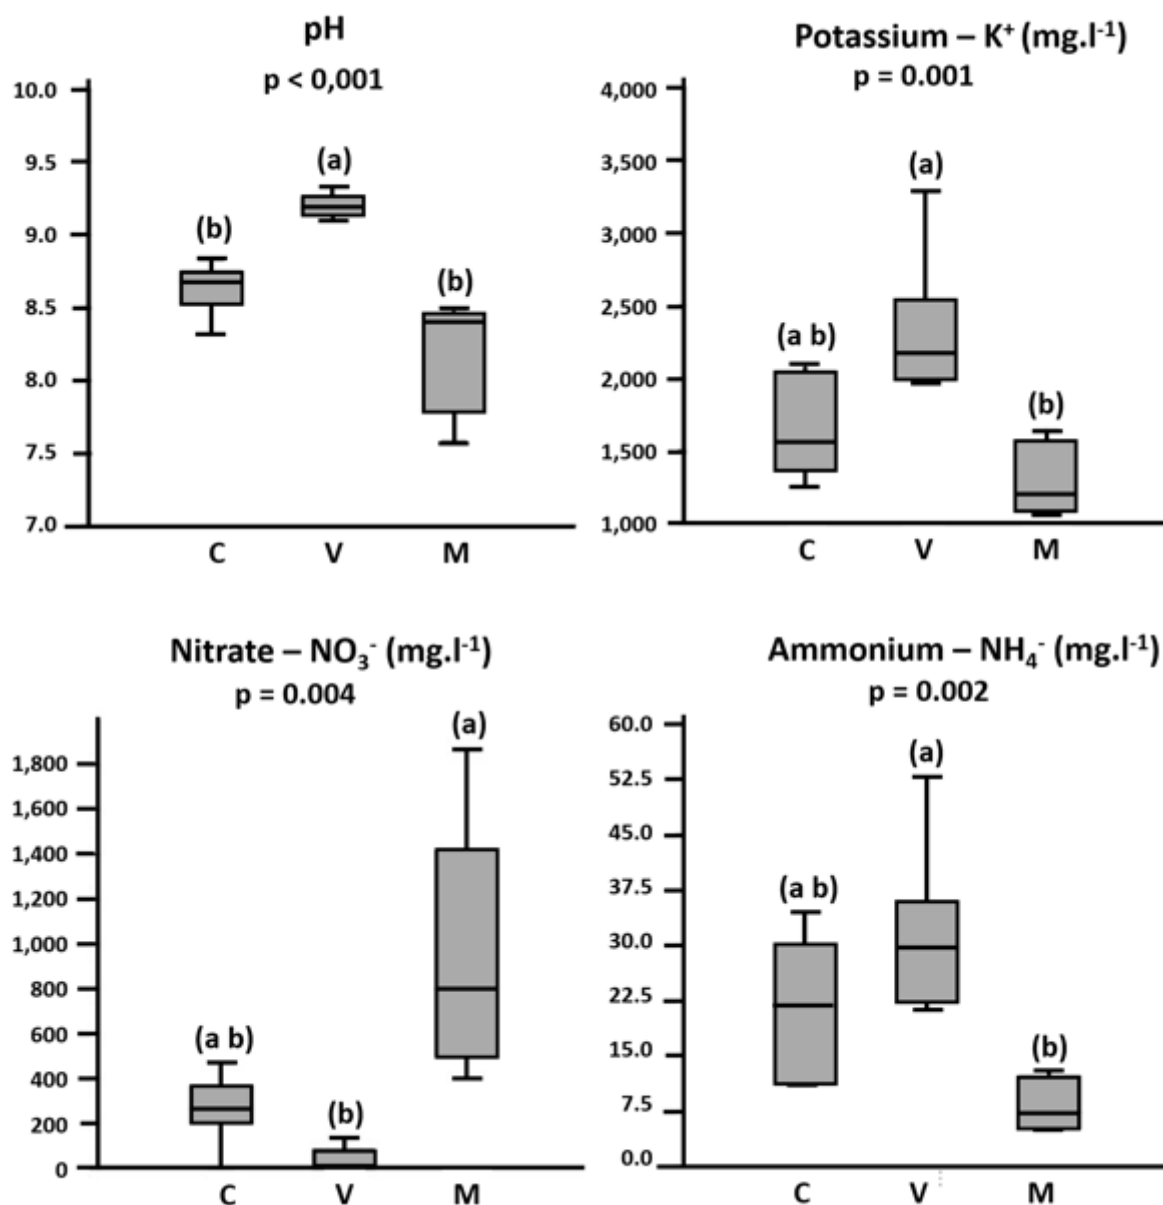 pH
p < 0,001
10.0
9.5
9.0
8.5
8.0
7.5
7.0
(b)
(a)
(b)
C V M
Potassium – K⁺ (mg.l⁻¹)
p = 0.001
4,000
3,500
3,000
2,500
2,000
1,500
1,000
(a b)
(a)
(b)
C V M
Nitrate – NO₃⁻ (mg.l⁻¹)
p = 0.004
1,800
1,600
1,400
1,200
1,000
800
600
400
200
0
(a b)
(b)
(a)
C V M
Ammonium – NH₄⁻ (mg.l⁻¹)
p = 0.002
60.0
52.5
45.0
37.5
30.0
22.5
15.0
7.5
0.0
(a b)
(a)
(b)
C V M